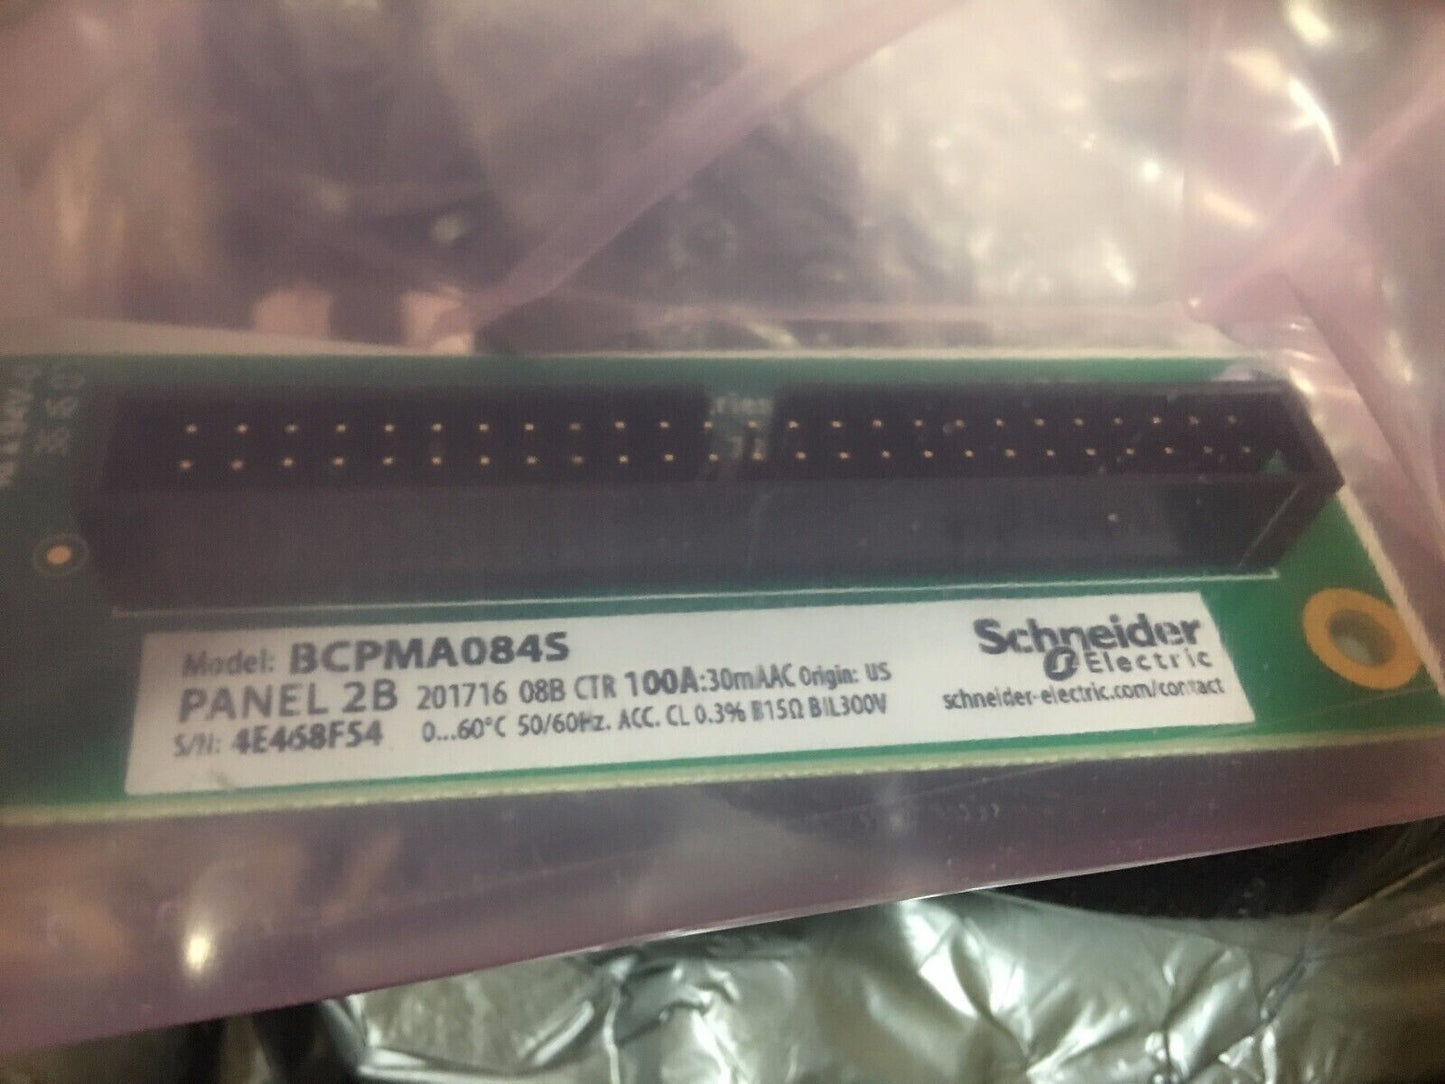 Model: BCPMA084S
PANEL 2B 201716 08B CTR 100A:30mAAC Origin: US
S/N: 4E468F54 0...60°C 50/60Hz. ACC. CL 0.3% B15Ω BIL300V
Schneider
Electric
schneider-electric.com/contact